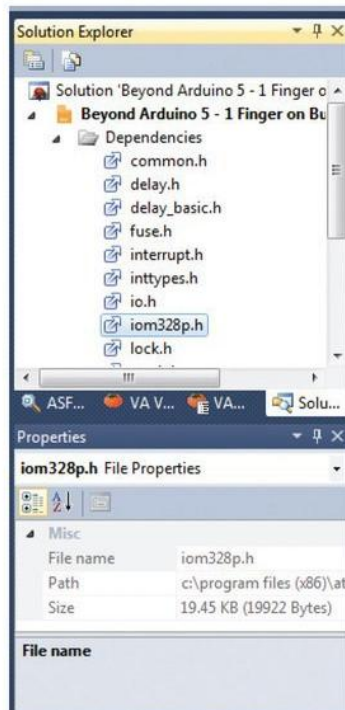 Solution Explorer
Solution 'Beyond Arduino 5 - 1 Finger o
Beyond Arduino 5 - 1 Finger on Bu
Dependencies
common.h
delay.h
delay_basic.h
fuse.h
interrupt.h
inttypes.h
io.h
iom328p.h
lock.h
ASF...
VA V...
VA...
Solu...
Properties
iom328p.h File Properties
Misc
File name iom328p.h
Path c:\program files (x86)\at
Size 19.45 KB (19922 Bytes)
File name